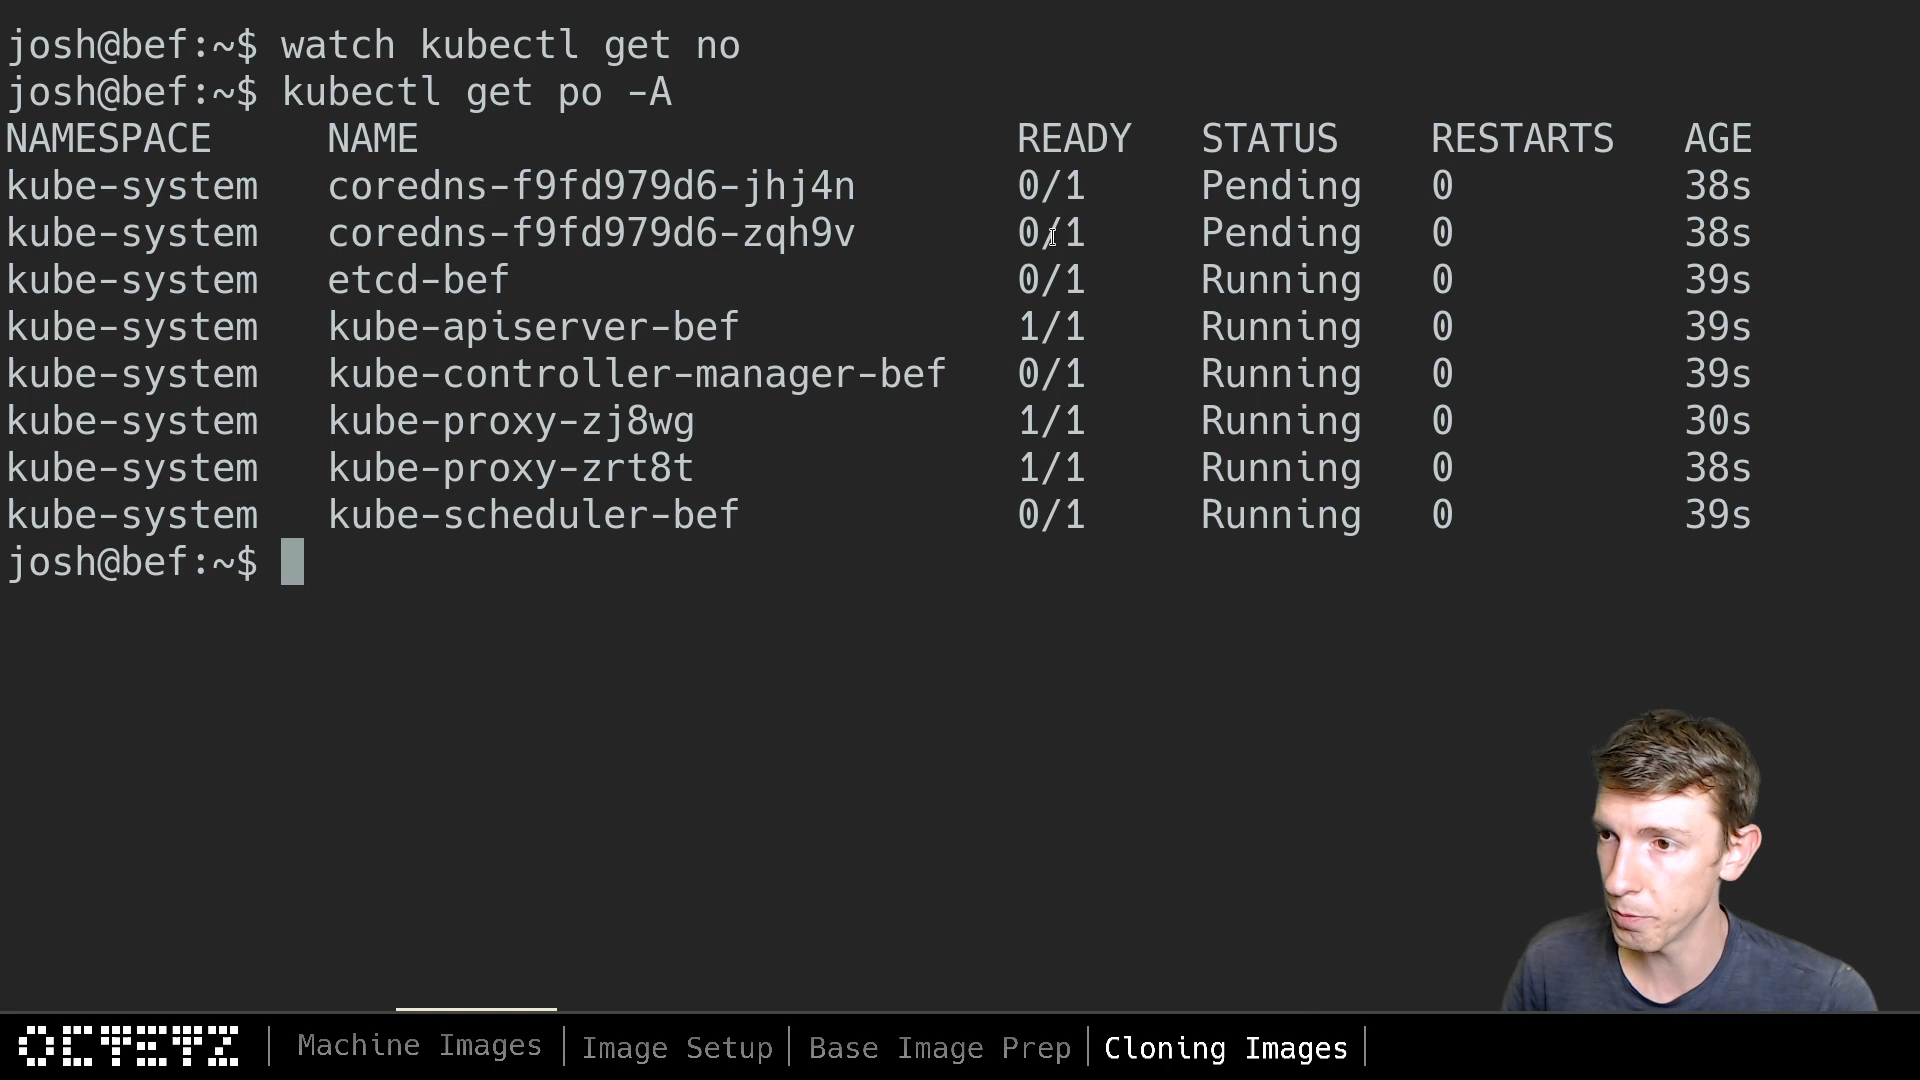 josh@bef:~$ watch kubectl get no
josh@bef:~$ kubectl get po -A
NAMESPACE NAME READY STATUS RESTARTS AGE
kube-system coredns-f9fd979d6-jhj4n 0/1 Pending 0 38s
kube-system coredns-f9fd979d6-zqh9v 0/1 Pending 0 38s
kube-system etcd-bef 0/1 Running 0 39s
kube-system kube-apiserver-bef 1/1 Running 0 39s
kube-system kube-controller-manager-bef 0/1 Running 0 39s
kube-system kube-proxy-zj8wg 1/1 Running 0 30s
kube-system kube-proxy-zrt8t 1/1 Running 0 38s
kube-system kube-scheduler-bef 0/1 Running 0 39s
josh@bef:~$
OCTETZ | Machine Images | Image Setup | Base Image Prep | Cloning Images |